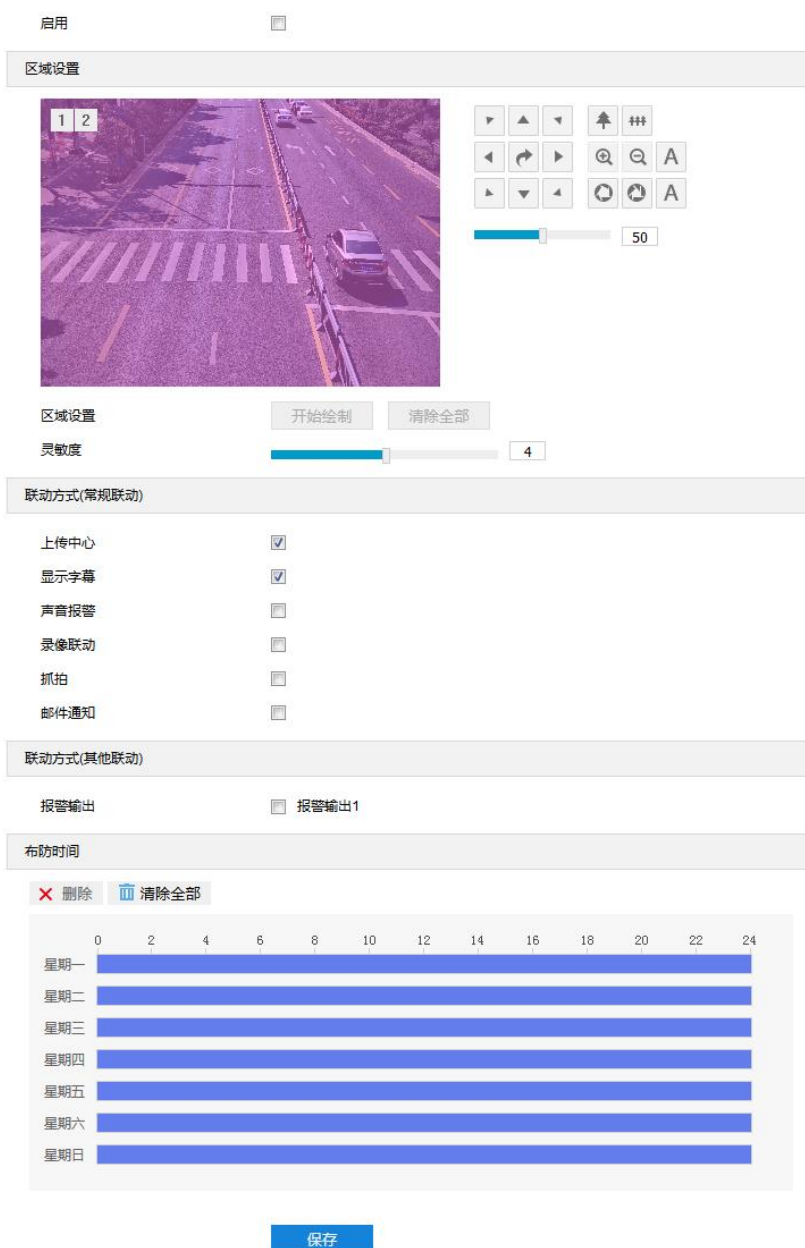 启用
区域设置
1 2
A
A
50
区域设置 开始绘制 清除全部
灵敏度 4
联动方式(常规联动)
上传中心
显示字幕
声音报警
录像联动
抓拍
邮件通知
联动方式(其他联动)
报警输出 报警输出1
布防时间
删除 清除全部
0 2 4 6 8 10 12 14 16 18 20 22 24
星期一
星期二
星期三
星期四
星期五
星期六
星期日
保存